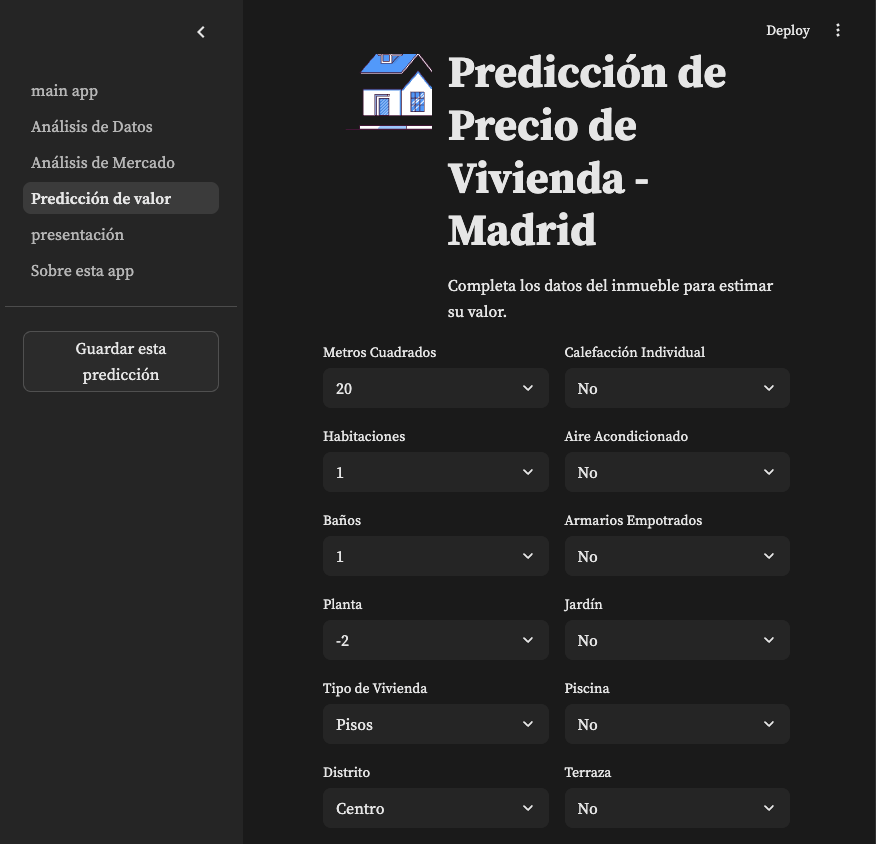 Deploy
main app
Análisis de Datos
Análisis de Mercado
Predicción de valor
presentación
Sobre esta app
Guardar esta
predicción
Predicción de
Precio de
Vivienda -
Madrid
Completa los datos del inmueble para estimar
su valor.
Metros Cuadrados
20
Habitaciones
1
Baños
1
Planta
-2
Tipo de Vivienda
Pisos
Distrito
Centro
Calefacción Individual
No
Aire Acondicionado
No
Armarios Empotrados
No
Jardín
No
Piscina
No
Terraza
No